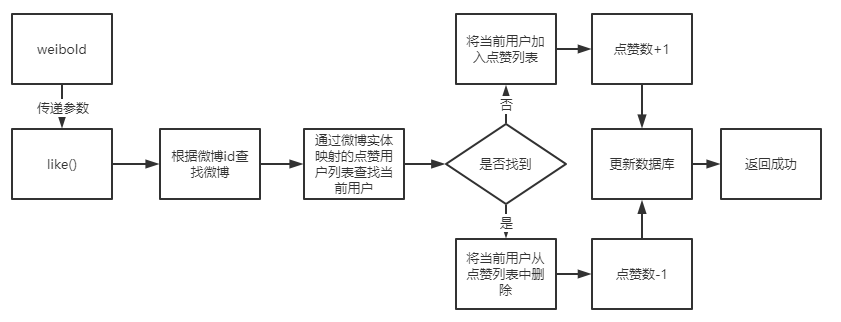 weiboId
传递参数
like()
根据微博id查
找微博
通过微博实体
映射的点赞用
户列表查找当
前用户
是否找到
否
将当前用户加
入点赞列表
点赞数+1
是
将当前用户从
点赞列表中删
除
点赞数-1
更新数据库
返回成功